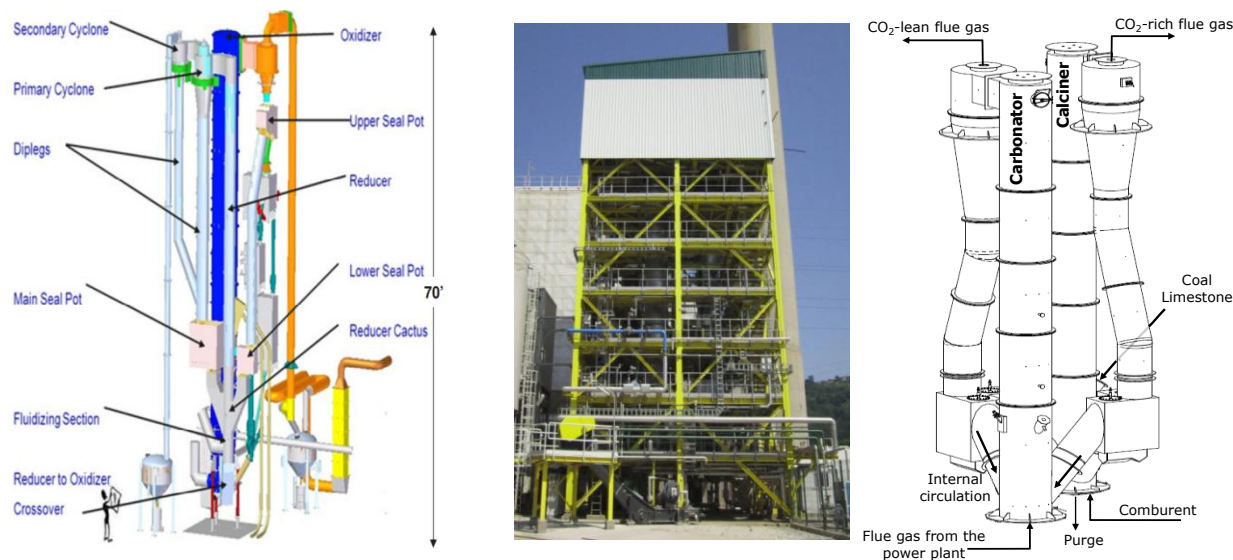 Secondary Cyclone
Oxidizer
Primary Cyclone
Upper Seal Pot
Diplegs
Reducer
Lower Seal Pot
70’
Main Seal Pot
Reducer Cactus
Fluidizing Section
Reducer to Oxidizer
Crossover
CO₂-lean flue gas
CO₂-rich flue gas
Carbonator
Calciner
Coal
Limestone
Internal
circulation
Comburent
Purge
Flue gas from the
power plant